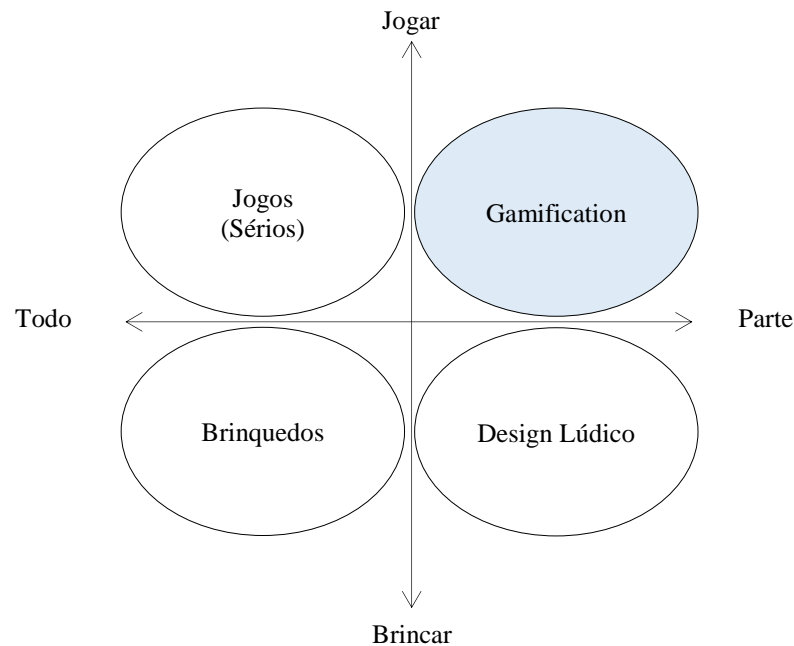 Jogar
Jogos
(Sérios)
Gamification
Todo
Parte
Brinquedos
Design Lúdico
Brincar